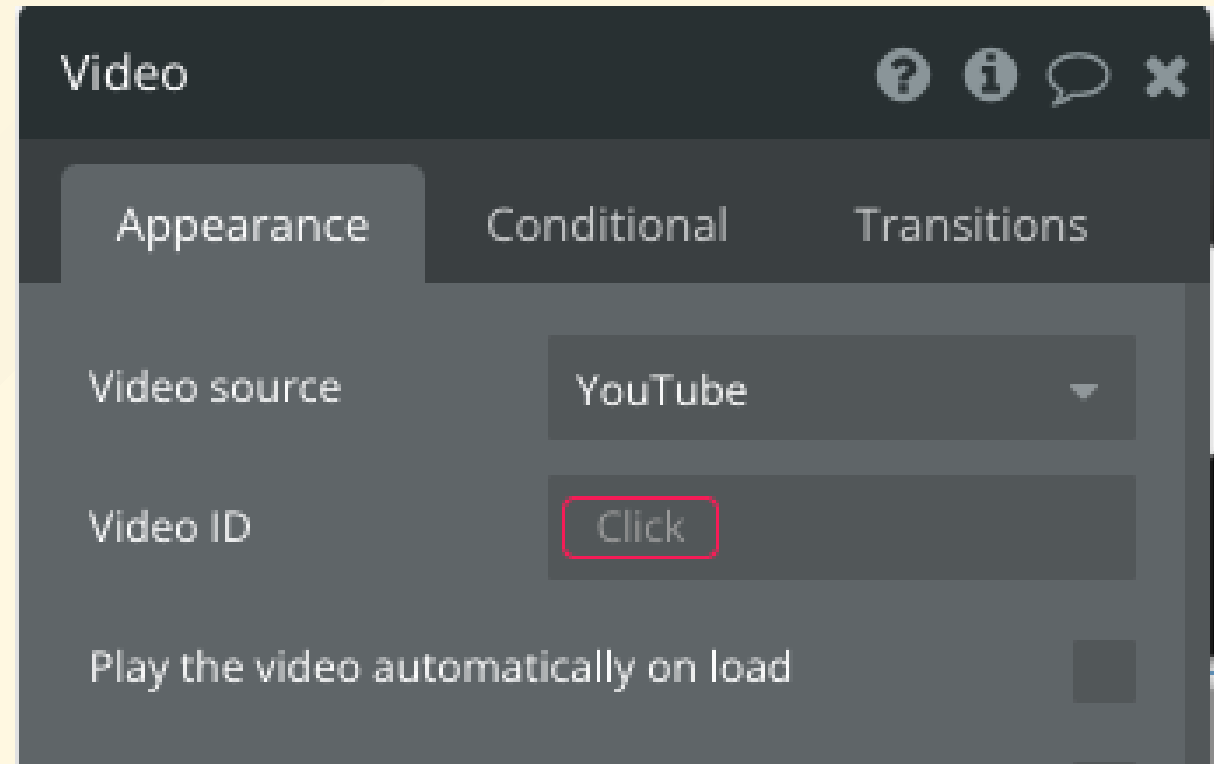 Video
Appearance Conditional Transitions
Video source YouTube
Video ID Click
Play the video automatically on load